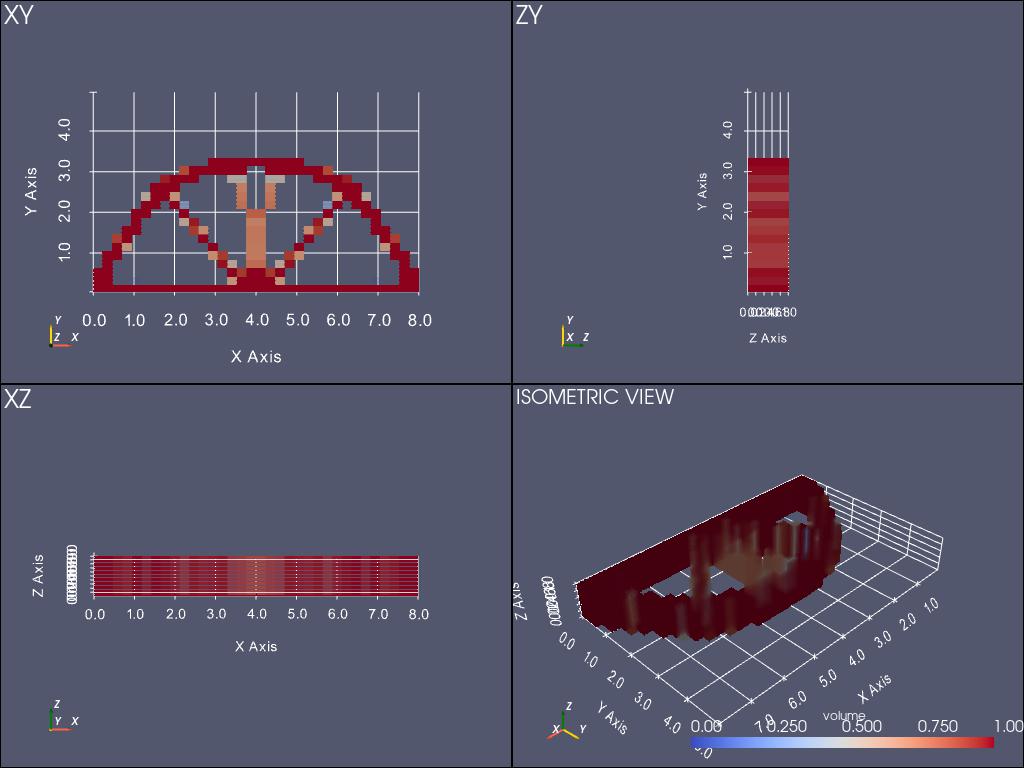 XY
Y Axis
4.0
3.0
2.0
1.0
0.0 1.0 2.0 3.0 4.0 5.0 6.0 7.0 8.0
X Axis
Y
Z X
ZY
Y Axis
4.0
3.0
2.0
1.0
Z Axis
Y
X Z
XZ
Z Axis
0.0 1.0 2.0 3.0 4.0 5.0 6.0 7.0 8.0
X Axis
Z
Y X
ISOMETRIC VIEW
Z Axis
0.0 1.0 2.0 3.0 4.0
Y Axis
7.0 6.0 5.0 4.0 3.0 2.0 1.0
X Axis
Z
X Y
volume
0.00 0.250 0.500 0.750 1.00